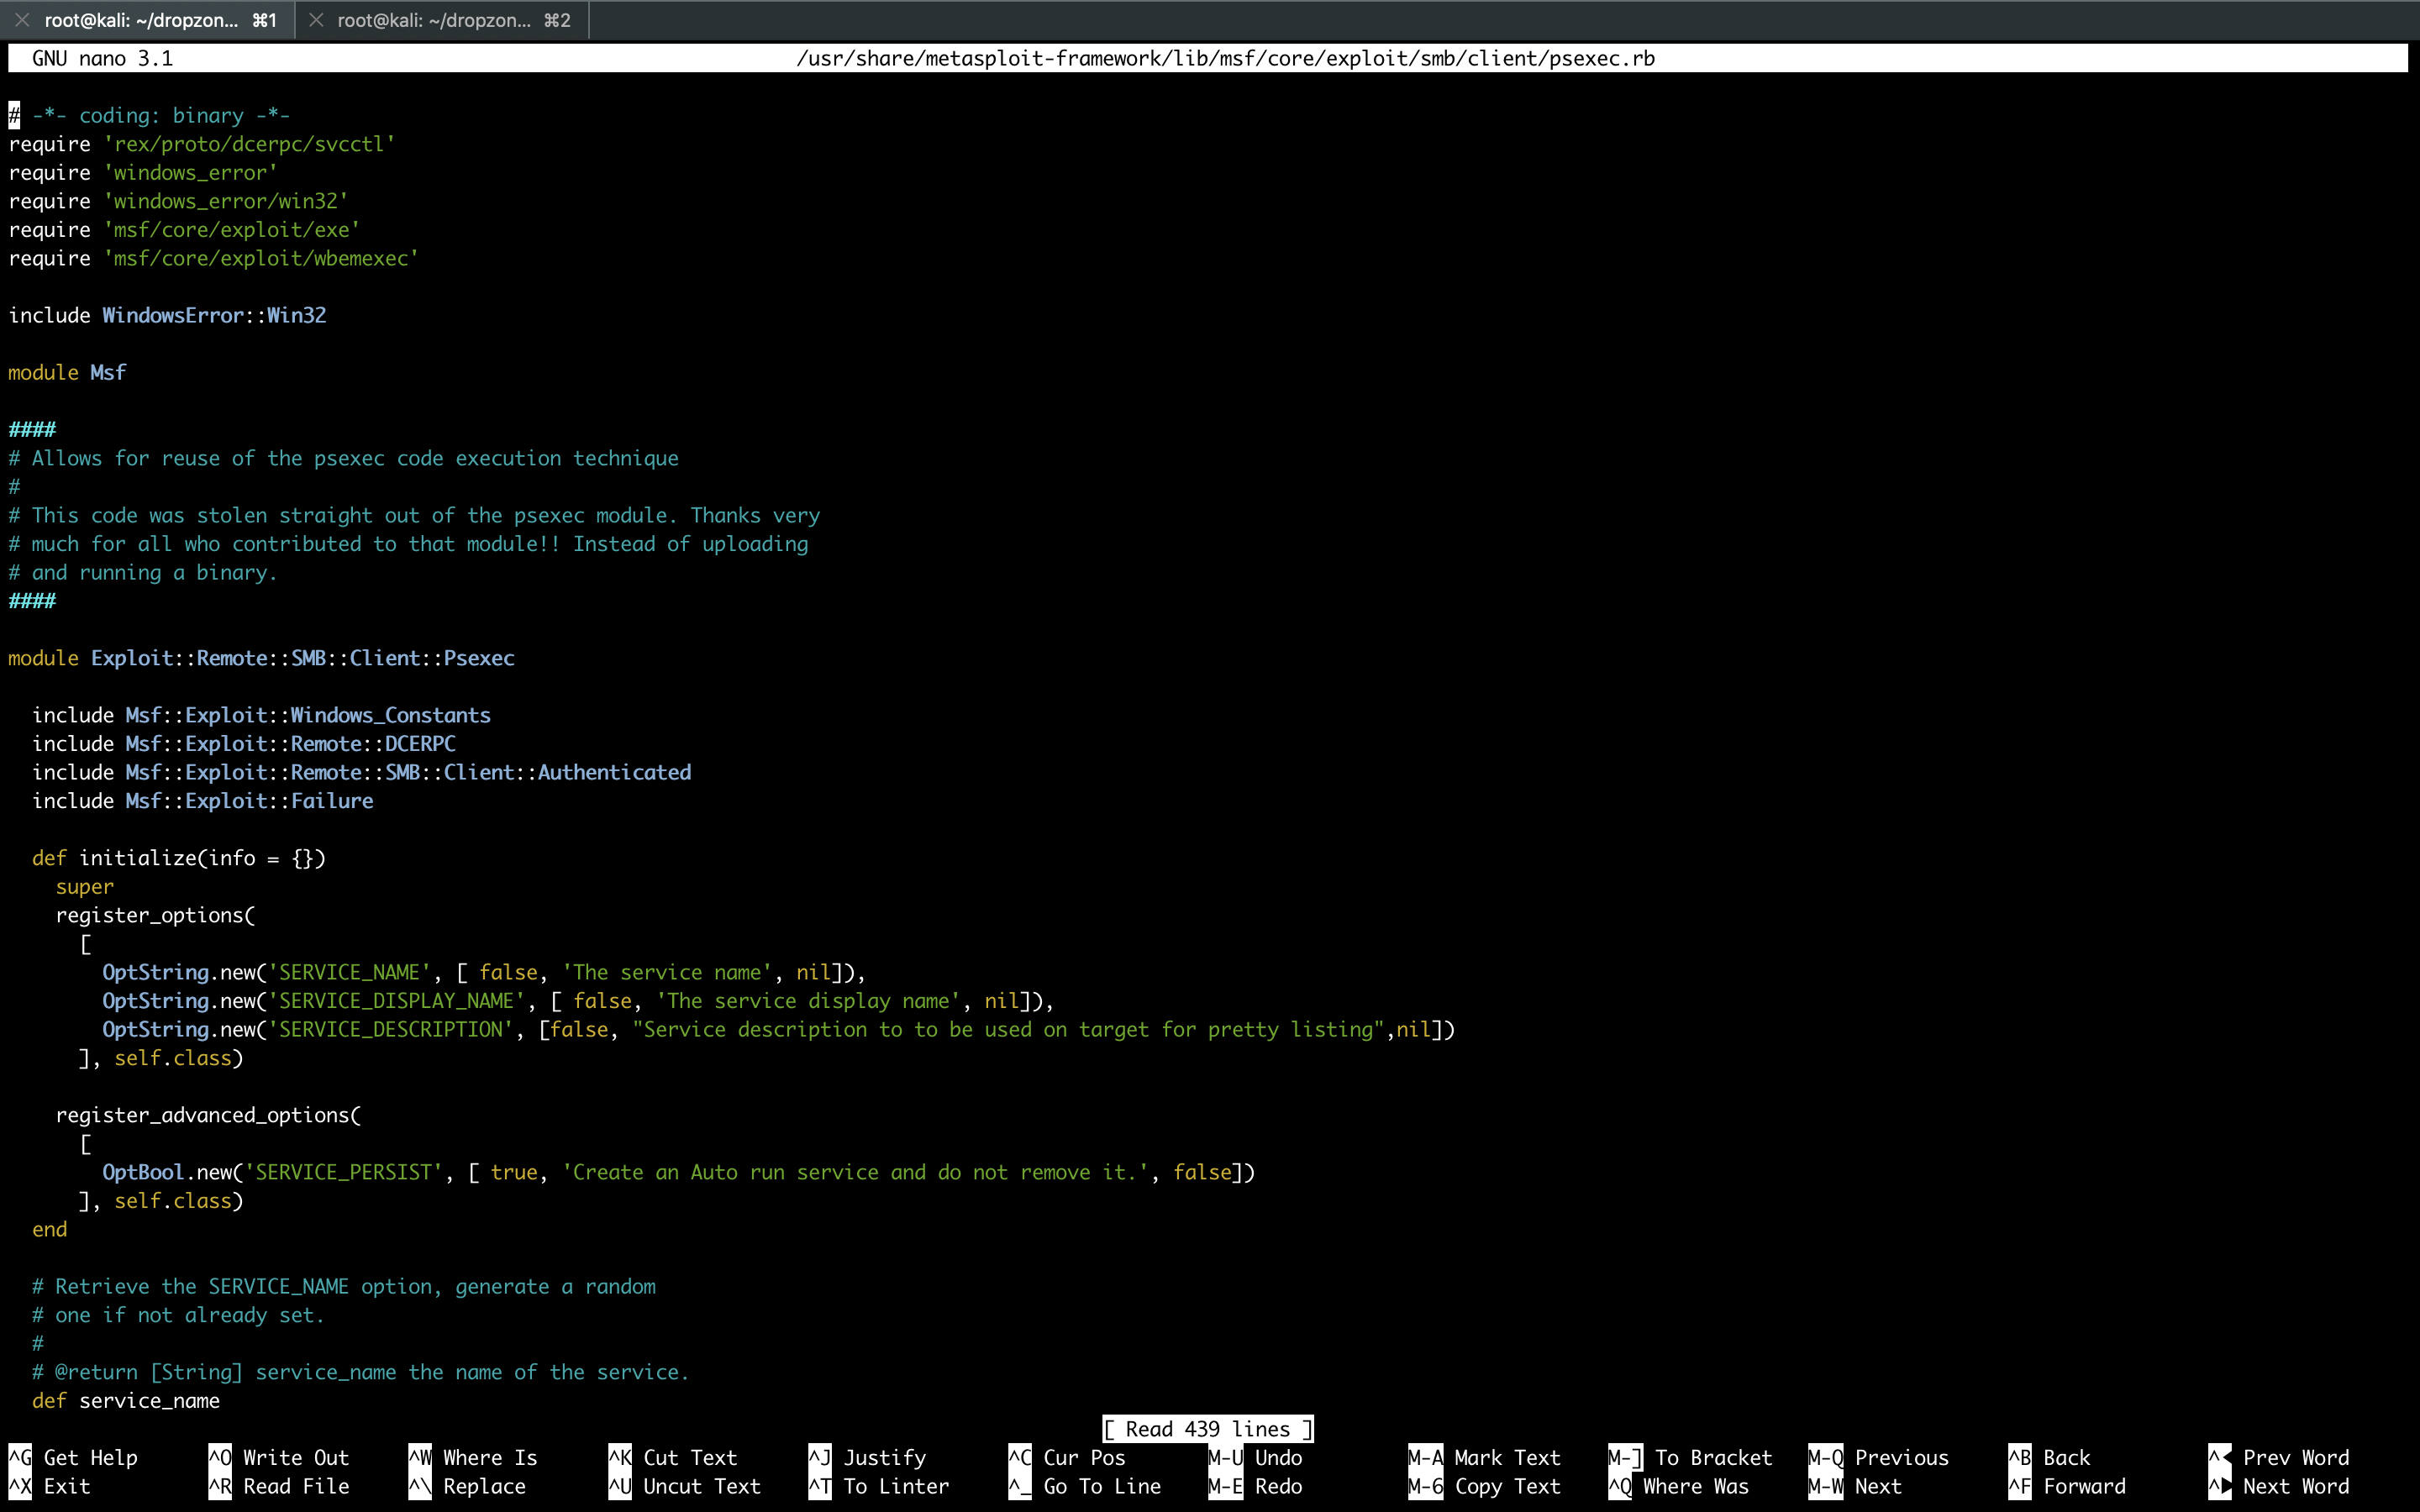 root@kali: ~/dropzon... ⌘1 root@kali: ~/dropzon... ⌘2
GNU nano 3.1 /usr/share/metasploit-framework/lib/msf/core/exploit/smb/client/psexec.rb
# -*- coding: binary -*-
require 'rex/proto/dcerpc/svcctl'
require 'windows_error'
require 'windows_error/win32'
require 'msf/core/exploit/exe'
require 'msf/core/exploit/wbemexec'
include WindowsError::Win32
module Msf
####
# Allows for reuse of the psexec code execution technique
#
# This code was stolen straight out of the psexec module. Thanks very
# much for all who contributed to that module!! Instead of uploading
# and running a binary.
####
module Exploit::Remote::SMB::Client::Psexec
  include Msf::Exploit::Windows_Constants
  include Msf::Exploit::Remote::DCERPC
  include Msf::Exploit::Remote::SMB::Client::Authenticated
  include Msf::Exploit::Failure
  def initialize(info = {})
    super
    register_options(
      [
        OptString.new('SERVICE_NAME', [ false, 'The service name', nil]),
        OptString.new('SERVICE_DISPLAY_NAME', [ false, 'The service display name', nil]),
        OptString.new('SERVICE_DESCRIPTION', [false, "Service description to to be used on target for pretty listing",nil])
      ], self.class)
    register_advanced_options(
      [
        OptBool.new('SERVICE_PERSIST', [ true, 'Create an Auto run service and do not remove it.', false])
      ], self.class)
  end
  # Retrieve the SERVICE_NAME option, generate a random
  # one if not already set.
  #
  # @return [String] service_name the name of the service.
  def service_name
[ Read 439 lines ]
^G Get Help ^O Write Out ^W Where Is ^K Cut Text ^J Justify ^C Cur Pos M-U Undo M-A Mark Text M-] To Bracket M-Q Previous ^B Back ^◀ Prev Word
^X Exit ^R Read File ^\ Replace ^U Uncut Text ^T To Linter ^_ Go To Line M-E Redo M-6 Copy Text ^Q Where Was M-W Next ^F Forward ^▶ Next Word